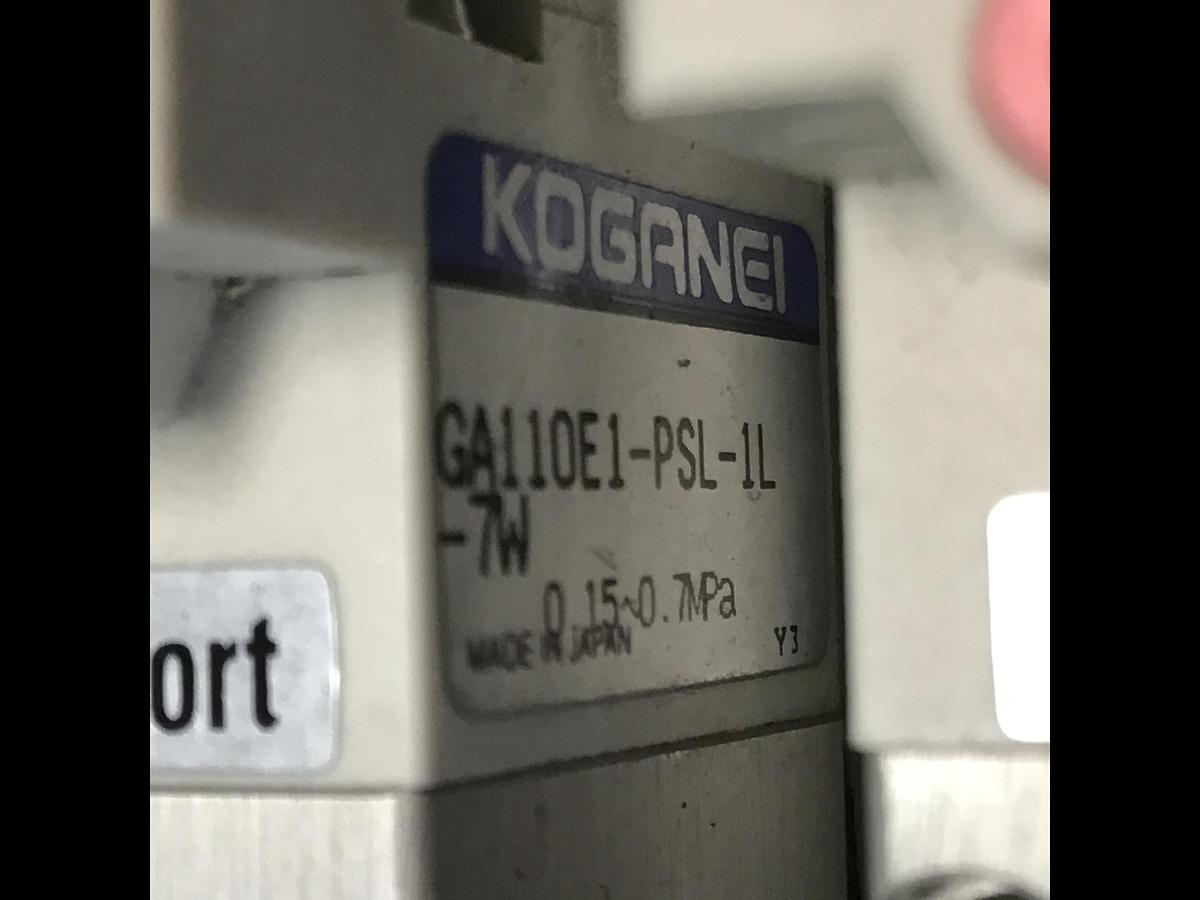 KOGANEI
GA110E1-PSL-1L
-7W
0.15~0.7MPa
MADE IN JAPAN
Y3
ort